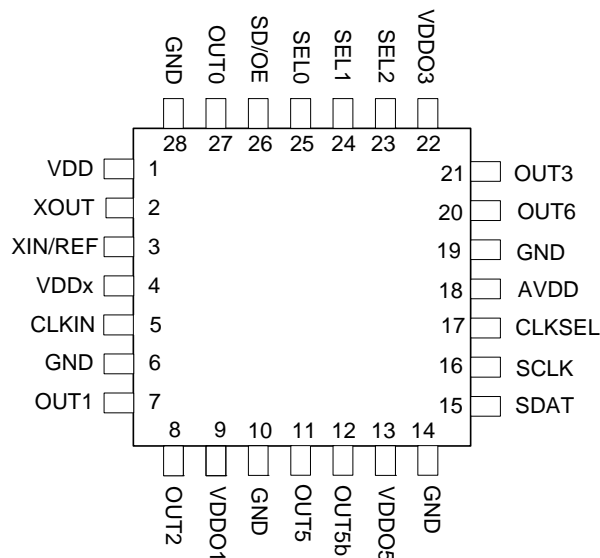 GND
OUT0
SD/OE
SEL0
SEL1
SEL2
VDDO3
28 27 26 25 24 23 22
VDD 1
XOUT 2
XIN/REF 3
VDDx 4
CLKIN 5
GND 6
OUT1 7
21 OUT3
20 OUT6
19 GND
18 AVDD
17 CLKSEL
16 SCLK
15 SDAT
8 9 10 11 12 13 14
OUT2
VDDO1
GND
OUT5
OUT5b
VDDO5
GND